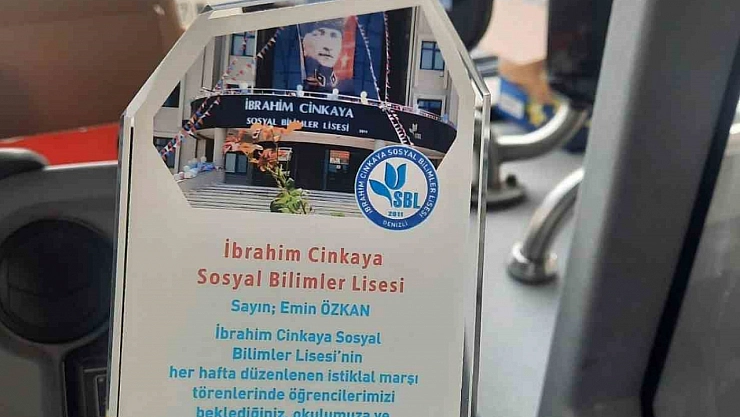 İBRAHİM CİNKAYA
SOSYAL BİLİMLER LİSESİ
2011
SBL
İBRAHİM CİNKAYA SOSYAL BİLİMLER LİSESİ
SBL
2011
DENİZLİ
İbrahim Cinkaya
Sosyal Bilimler Lisesi
Sayın; Emin ÖZKAN
İbrahim Cinkaya Sosyal
Bilimler Lisesi'nin
her hafta düzenlenen istiklal marşı
törenlerinde öğrencilerimizi
beklediğiniz, okulumuza ve